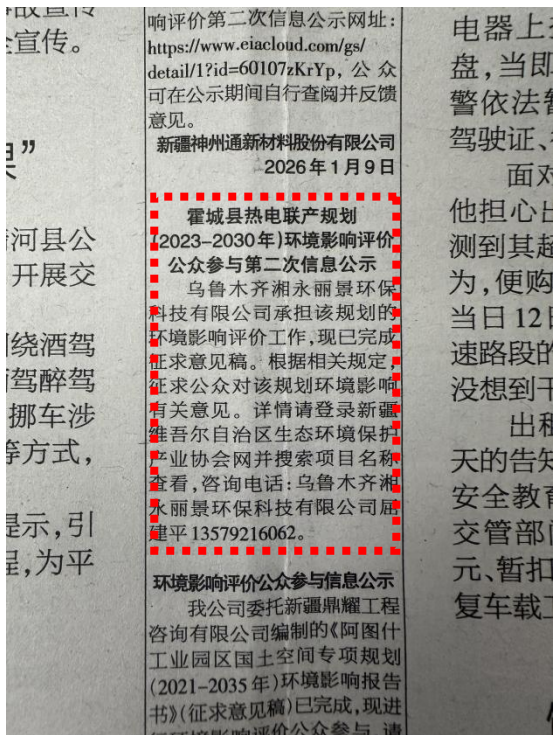 宣传。
”
河县公
开展交
绕酒驾
驾醉驾
挪车涉
等方式，
提示，引
程，为平
响评价第二次信息公示网址：
https://www.eiacloud.com/gs/
detail/1?id=60107zKrYp，公众
可在公示期间自行查阅并反馈
意见。
新疆神州通新材料股份有限公司
2026年1月9日
霍城县热电联产规划
（2023-2030年）环境影响评价
公众参与第二次信息公示
乌鲁木齐湘永丽景环保
科技有限公司承担该规划的
环境影响评价工作，现已完成
征求意见稿。根据相关规定，
征求公众对该规划环境影响
有关意见。详情请登录新疆
维吾尔自治区生态环境保护
产业协会网并搜索项目名称
查看，咨询电话：乌鲁木齐湘
永丽景环保科技有限公司屈
建平13579216062。
环境影响评价公众参与信息公示
我公司委托新疆鼎耀工程
咨询有限公司编制的《阿图什
工业园区国土空间专项规划
（2021-2035年）环境影响报告
书》（征求意见稿）已完成，现进
行环境影响评价公众参与，请
电器上
盘，当即
警依法
驾驶证、
面对
他担心
测到其超
为，便购
当日12
速路段的
没想到
出租
天的告知
安全教育
交管部
元、暂扣
复车载